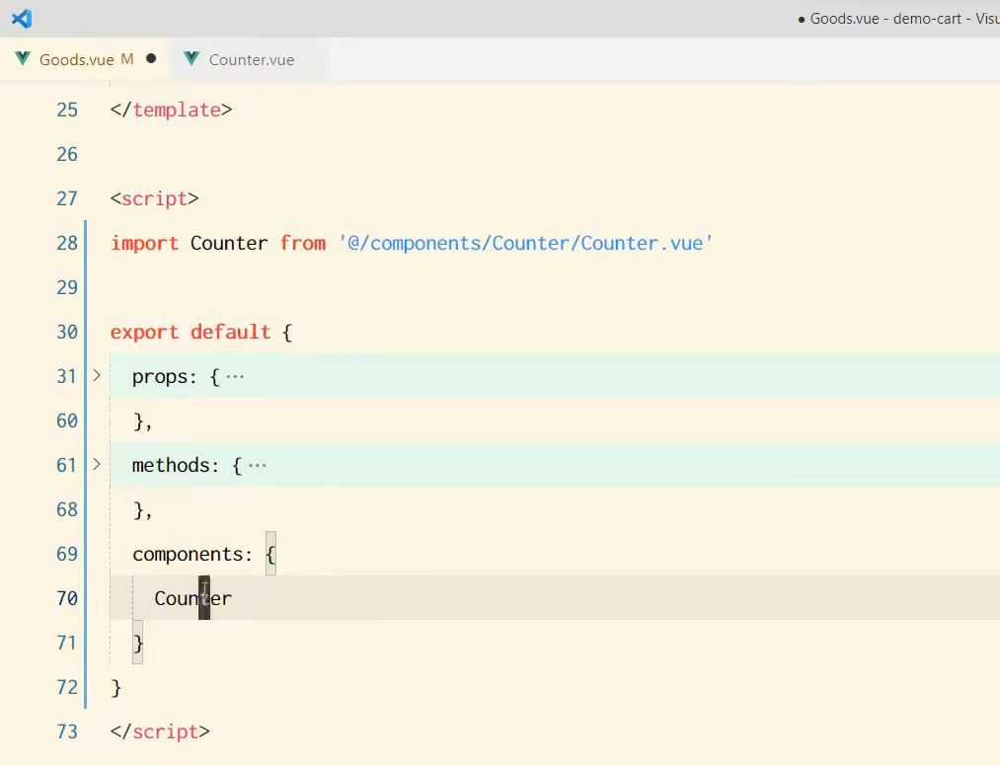 ● Goods.vue - demo-cart - Visu
Goods.vue M ● Counter.vue
25 </template>
26
27 <script>
28 import Counter from '@/components/Counter/Counter.vue'
29
30 export default {
31 props: { ···
60 },
61 methods: { ···
68 },
69 components: {
70 Counter
71 }
72 }
73 </script>